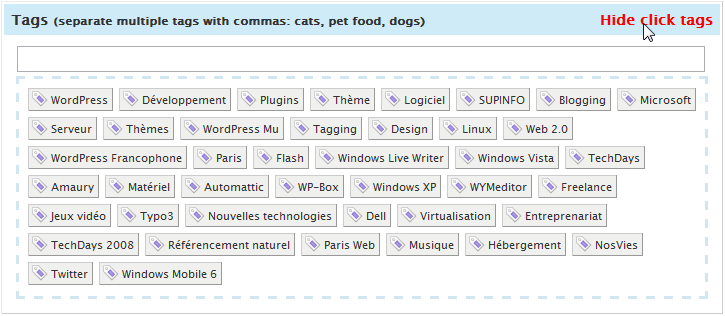 Tags (separate multiple tags with commas: cats, pet food, dogs) Hide click tags
WordPress Développement Plugins Thème Logiciel SUPINFO Blogging Microsoft
Serveur Thèmes WordPress Mu Tagging Design Linux Web 2.0
WordPress Francophone Paris Flash Windows Live Writer Windows Vista TechDays
Amaury Matériel Automattic WP-Box Windows XP WYMeditor Freelance
Jeux vidéo Typo3 Nouvelles technologies Dell Virtualisation Entreprenariat
TechDays 2008 Référencement naturel Paris Web Musique Hébergement NosVies
Twitter Windows Mobile 6